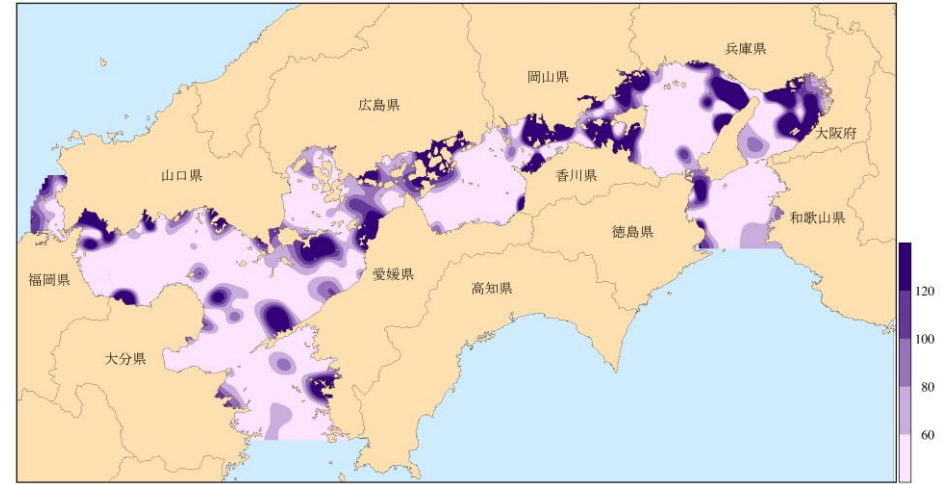 兵庫県
岡山県
広島県
大阪府
山口県
香川県
和歌山県
徳島県
福岡県
愛媛県
高知県
大分県
120
100
80
60